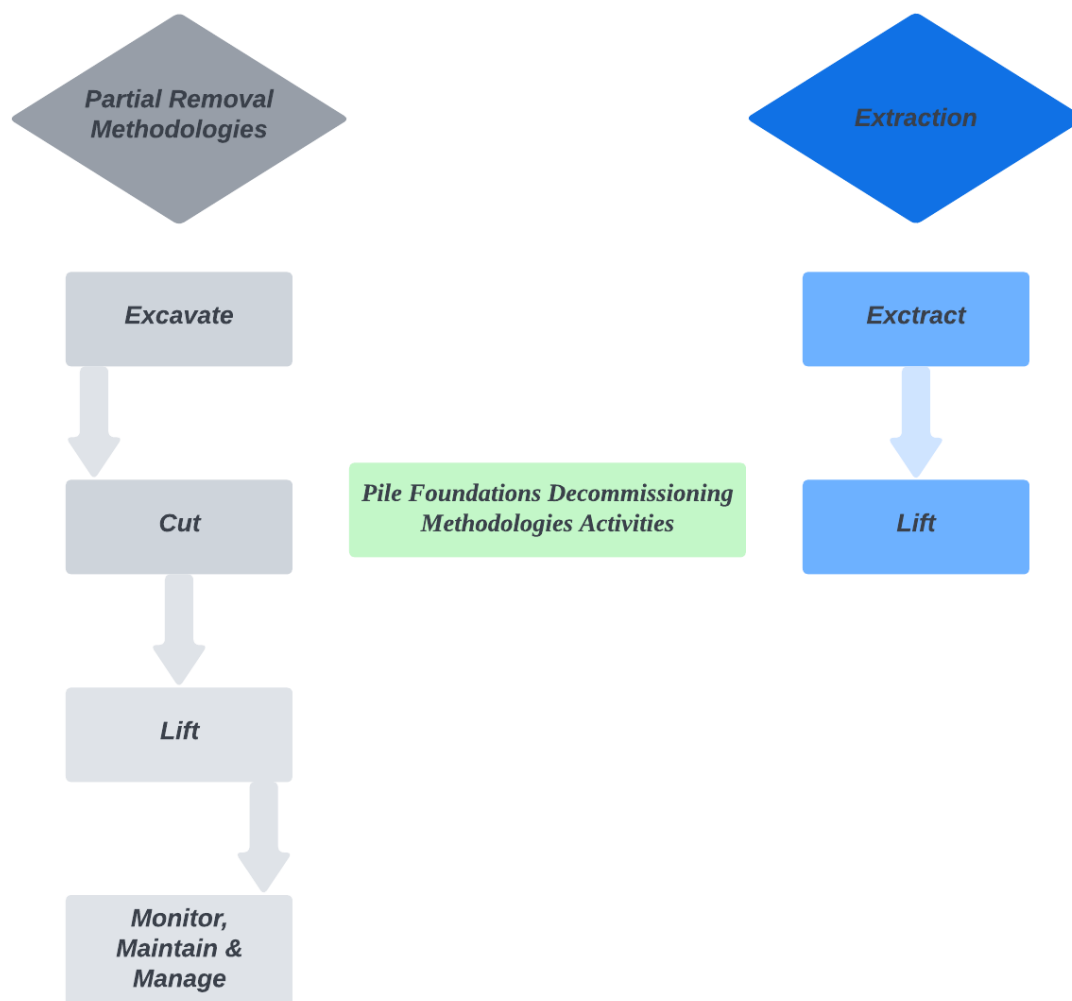 Partial Removal
Methodologies
Extraction
Excavate
Exctract
Cut
Pile Foundations Decommissioning
Methodologies Activities
Lift
Lift
Monitor,
Maintain &
Manage